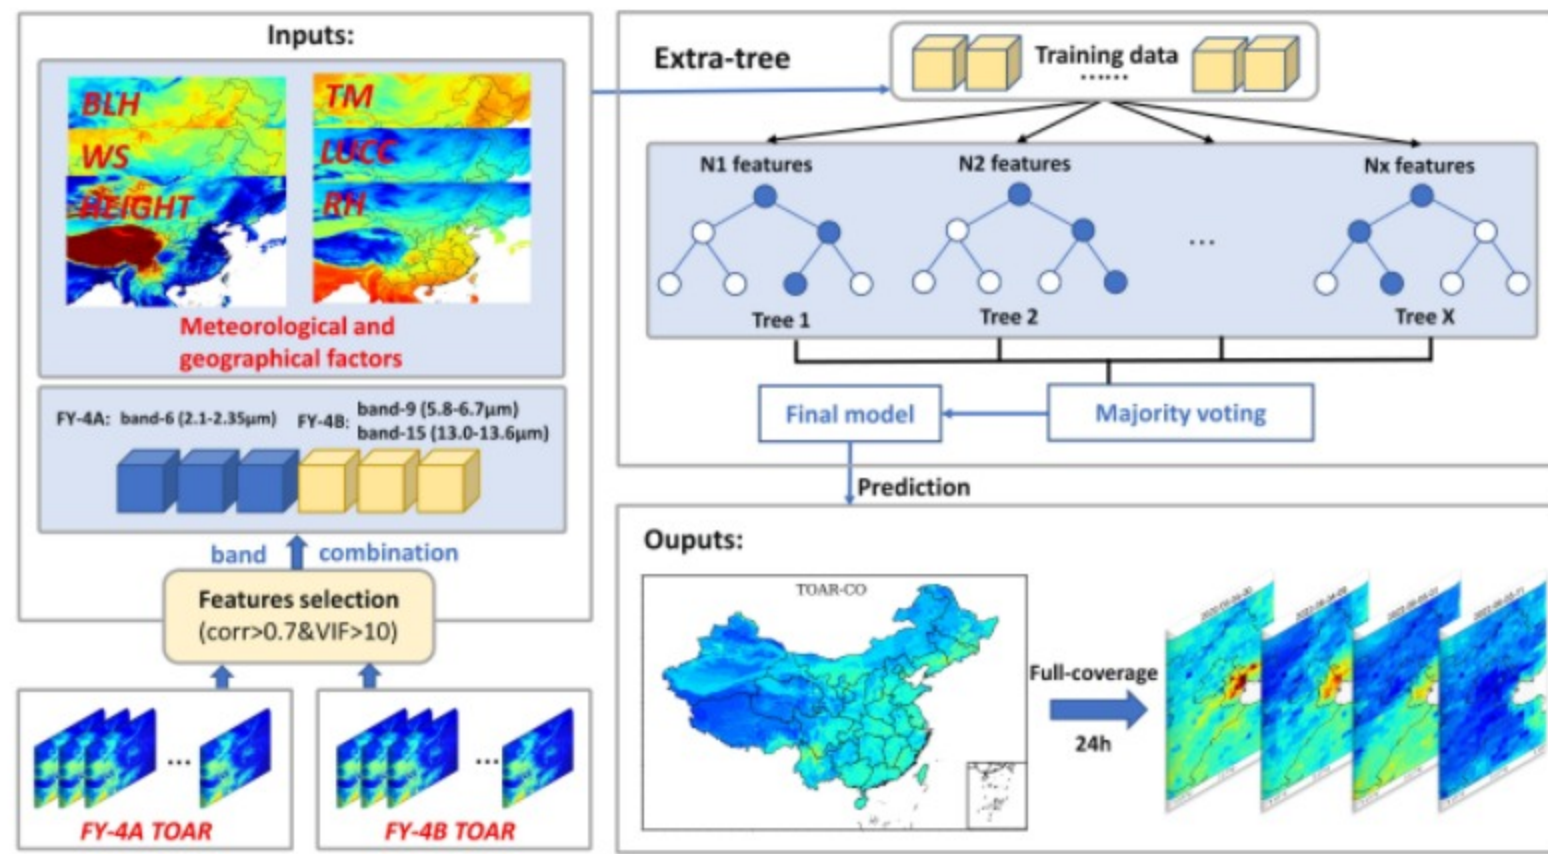 Inputs:
BLH
TM
WS
LUCC
HEIGHT
RH
Meteorological and
geographical factors
FY-4A: band-6 (2.1-2.35μm)
FY-4B: band-9 (5.8-6.7μm)
band-15 (13.0-13.6μm)
band combination
Features selection
(corr>0.7&VIF>10)
...
...
FY-4A TOAR
FY-4B TOAR
Extra-tree
Training data
......
N1 features
N2 features
Nx features
...
Tree 1
Tree 2
Tree X
Final model
Majority voting
Prediction
Ouputs:
TOAR-CO
Full-coverage
24h